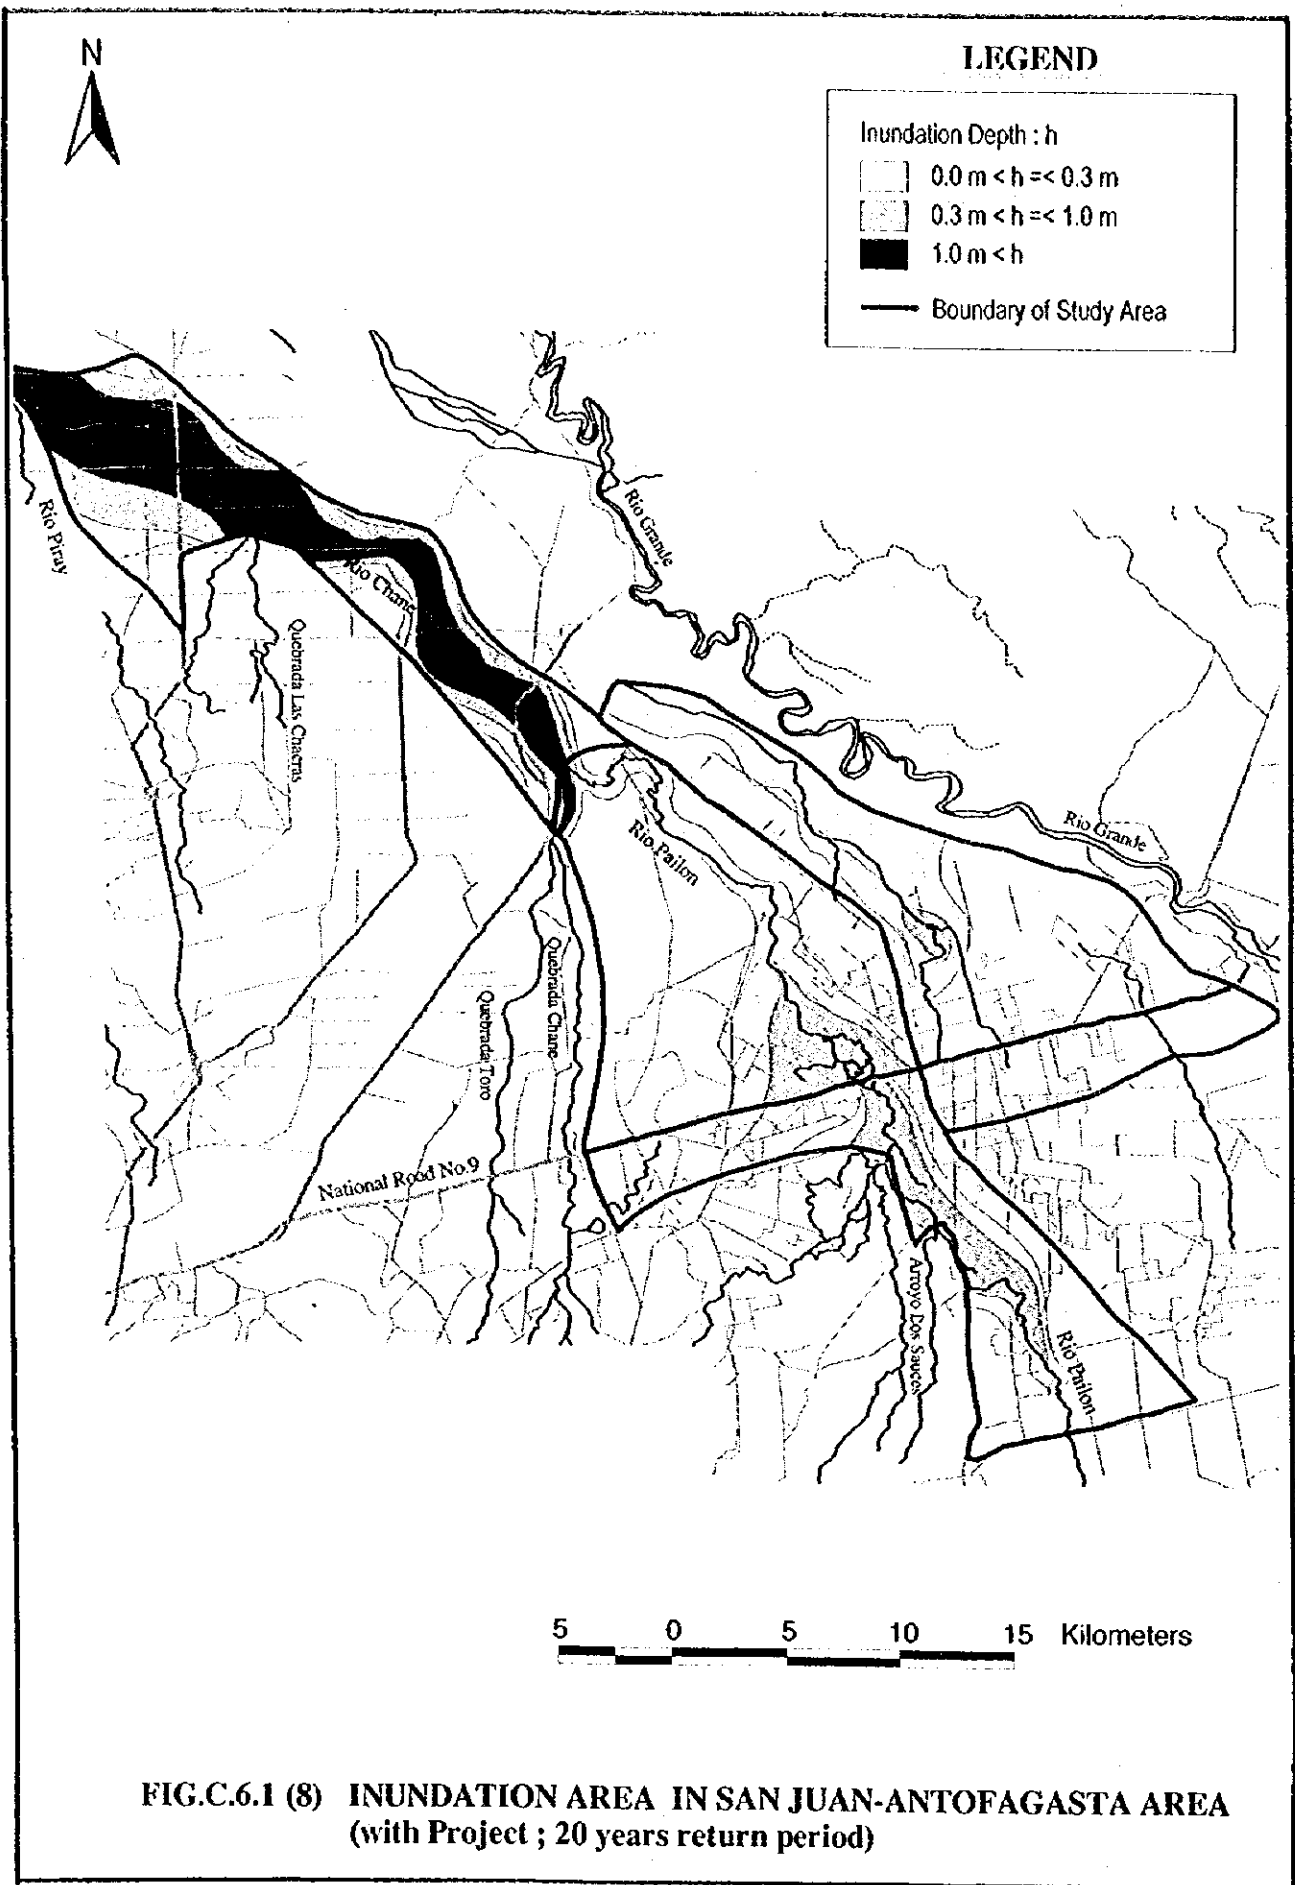 N
LEGEND
Inundation Depth : h
0.0 m < h =< 0.3 m
0.3 m < h =< 1.0 m
1.0 m < h
Boundary of Study Area
Rio Piray
Rio Chane
Rio Grande
Quebrada Las Chacras
Rio Pailon
Rio Grande
Quebrada Chane
Quebrada Toro
National Road No.9
Arroyo Dos Sauces
Rio Pailon
5 0 5 10 15 Kilometers
FIG.C.6.1 (8) INUNDATION AREA IN SAN JUAN-ANTOFAGASTA AREA
(with Project ; 20 years return period)